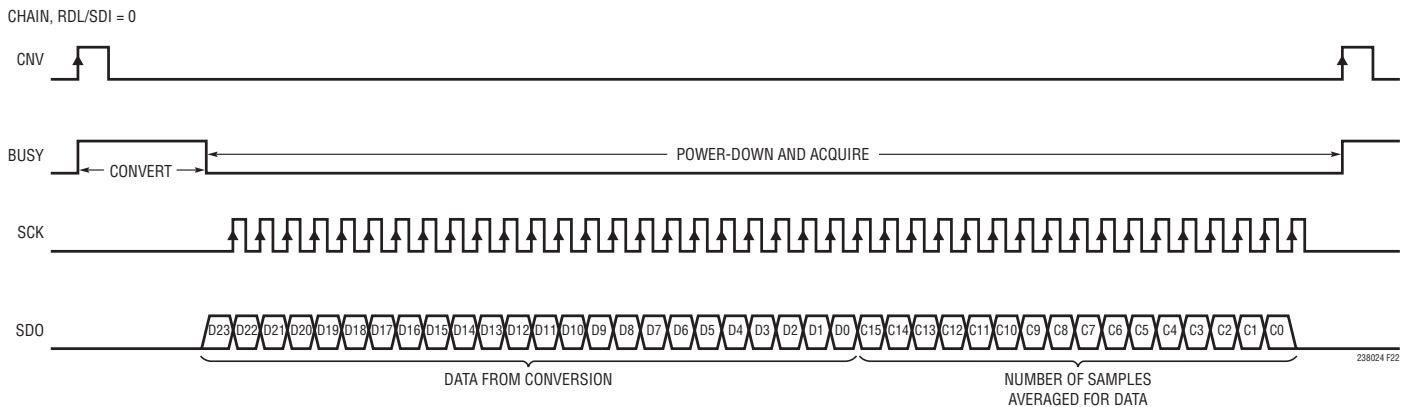 CHAIN, RDL/SDI = 0
CNV
BUSY
CONVERT
POWER-DOWN AND ACQUIRE
SCK
SDO
D23 D22 D21 D20 D19 D18 D17 D16 D15 D14 D13 D12 D11 D10 D9 D8 D7 D6 D5 D4 D3 D2 D1 D0 C15 C14 C13 C12 C11 C10 C9 C8 C7 C6 C5 C4 C3 C2 C1 C0
238024 F22
DATA FROM CONVERSION
NUMBER OF SAMPLES
AVERAGED FOR DATA